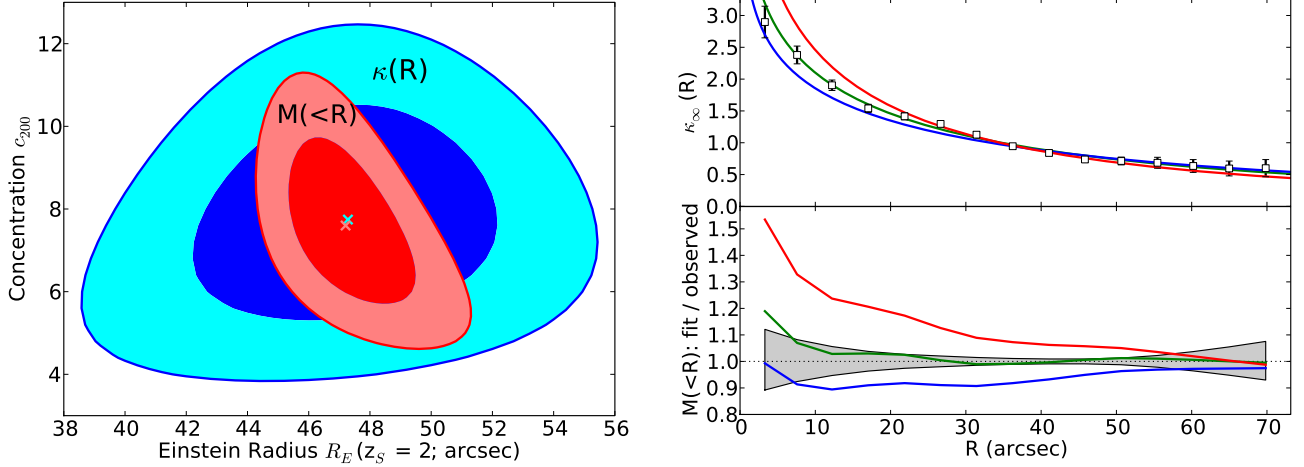 12
10
8
6
4
38 40 42 44 46 48 50 52 54 56
Concentration c₂₀₀
Einstein Radius R_E (z_S = 2; arcsec)
κ(R)
M(<R)
3.0
2.5
2.0
1.5
1.0
0.5
0.0
κ_∞ (R)
1.5
1.4
1.3
1.2
1.1
1.0
0.9
0.8
M(<R): fit / observed
0 10 20 30 40 50 60 70
R (arcsec)